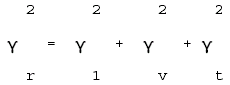 2 2 2 2
γ = γ + γ + γ
r 1 v t